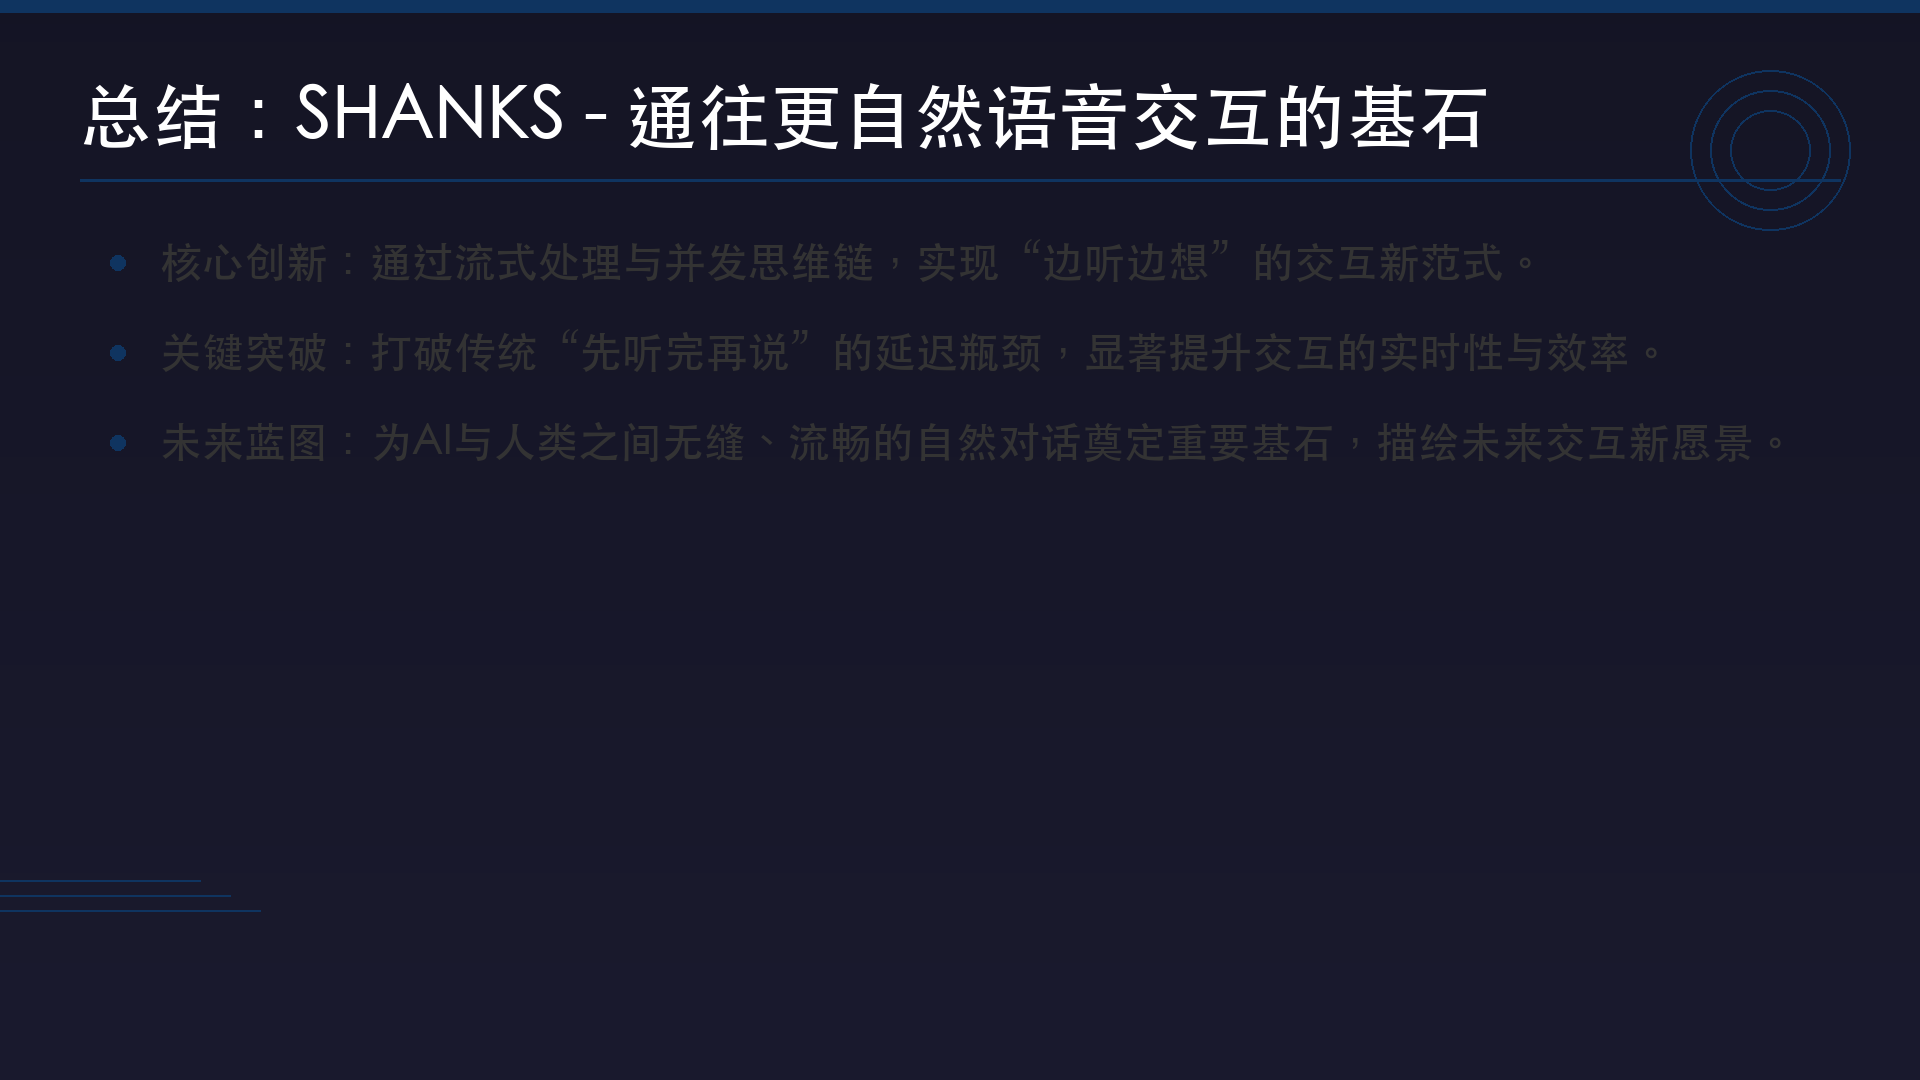 总结：SHANKS - 通往更自然语音交互的基石
核心创新：通过流式处理与并发思维链，实现“边听边想”的交互新范式。
关键突破：打破传统“先听完再说”的延迟瓶颈，显著提升交互的实时性与效率。
未来蓝图：为AI与人类之间无缝、流畅的自然对话奠定重要基石，描绘未来交互新愿景。